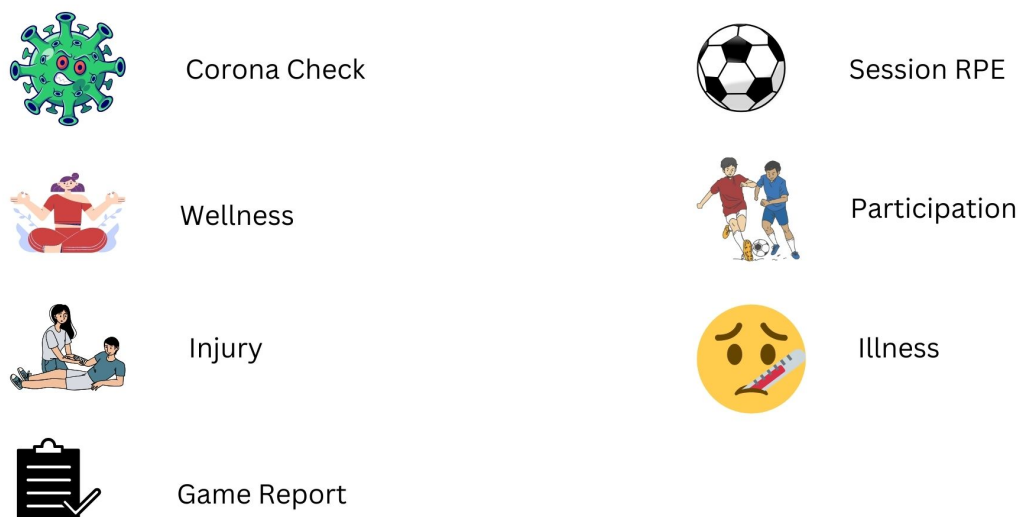 Corona Check
Session RPE
Wellness
Participation
Injury
Illness
Game Report